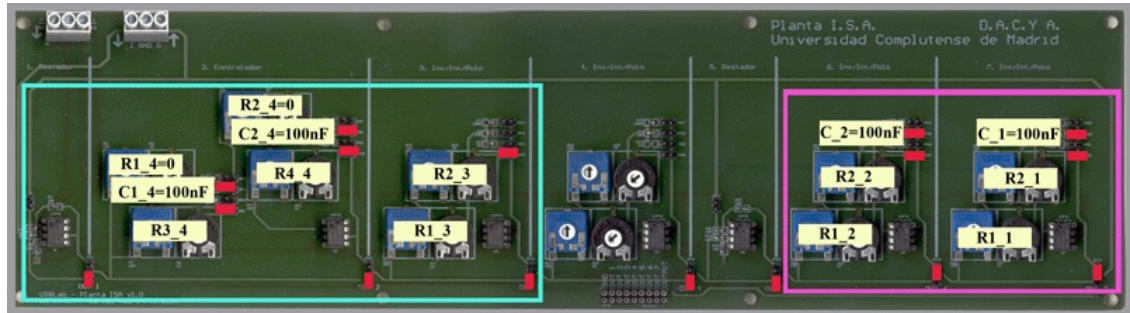 Planta I.S.A. D.A.C.Y A.
Universidad Complutense de Madrid
I GND O
1. Restador
2. Controlador
3. Inv/Int/Polo
4. Inv/Int/Polo
5. Restador
6. Inv/Int/Polo
7. Inv/Int/Polo
R2_4=0
C2_4=100nF
R1_4=0
C1_4=100nF
R4_4
R3_4
R2_3
R1_3
C_2=100nF
R2_2
R1_2
C_1=100nF
R2_1
R1_1
USBLab - Planta ISA v1.0